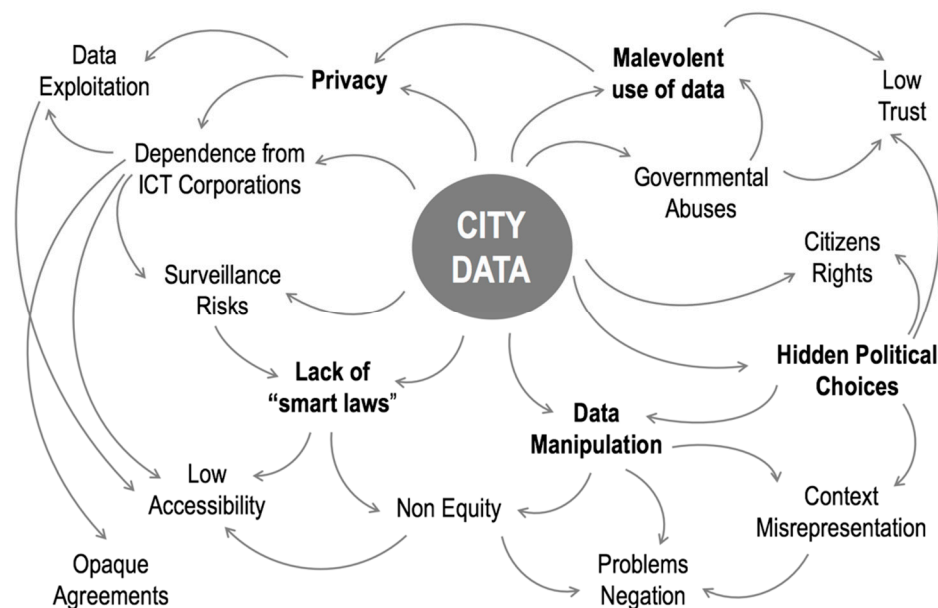 Data
Exploitation
Privacy
Malevolent
use of data
Low
Trust
Dependence from
ICT Corporations
Governmental
Abuses
CITY
DATA
Citizens
Rights
Surveillance
Risks
Lack of
“smart laws”
Hidden Political
Choices
Data
Manipulation
Low
Accessibility
Non Equity
Context
Misrepresentation
Opaque
Agreements
Problems
Negation